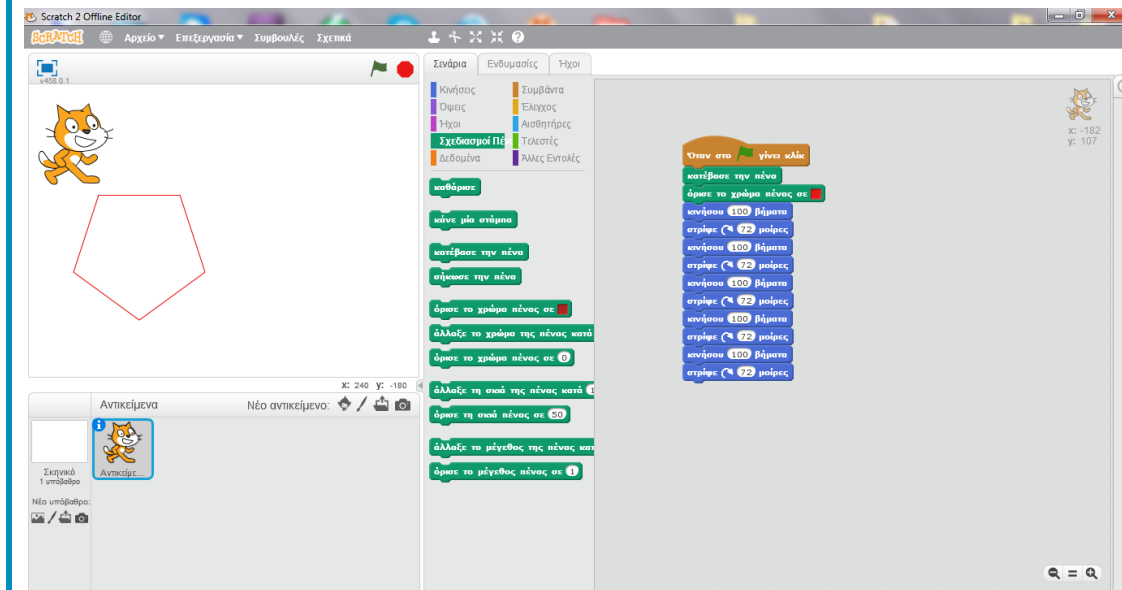 Scratch 2 Offline Editor
SCRATCH Αρχείο Επεξεργασία Συμβουλές Σχετικά
v458.0.1
Σενάρια Ενδυμασίες Ήχοι
Κινήσεις Συμβάντα
Όψεις Έλεγχος
Ήχοι Αισθητήρες
Σχεδιασμοί Πέ Τελεστές
Δεδομένα Άλλες Εντολές
καθάρισε
κάνε μία στάμπα
κατέβασε την πένα
σήκωσε την πένα
όρισε το χρώμα πένας σε
άλλαξε το χρώμα της πένας κατά
όρισε το χρώμα πένας σε 0
άλλαξε τη σκιά της πένας κατά 1
όρισε τη σκιά πένας σε 50
άλλαξε το μέγεθος της πένας κατ
όρισε το μέγεθος πένας σε 1
Όταν στο γίνει κλικ
κατέβασε την πένα
όρισε το χρώμα πένας σε
κινήσου 100 βήματα
στρίψε 72 μοίρες
κινήσου 100 βήματα
στρίψε 72 μοίρες
κινήσου 100 βήματα
στρίψε 72 μοίρες
κινήσου 100 βήματα
στρίψε 72 μοίρες
κινήσου 100 βήματα
στρίψε 72 μοίρες
x: -182
y: 107
X: 240 y: -180
Αντικείμενα Νέο αντικείμενο:
Σκηνικό
1 υπόβαθρο
Αντικείμε...
Νέο υπόβαθρο: